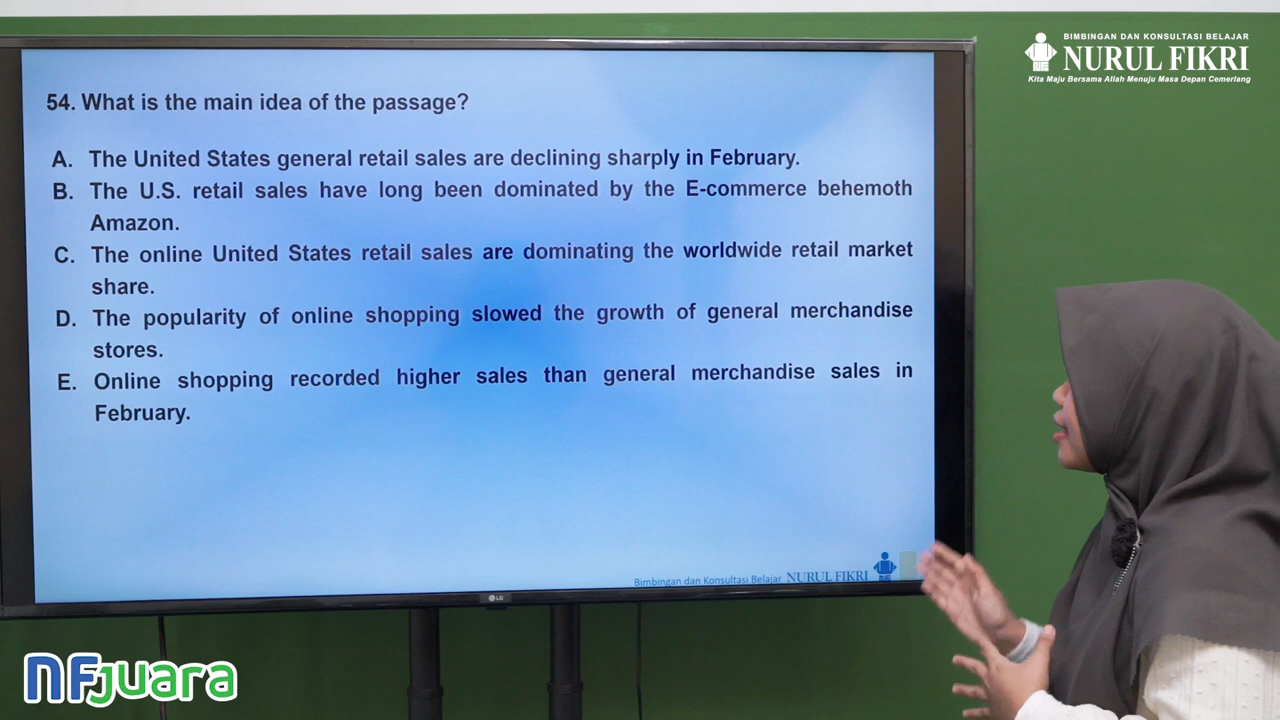 BIMBINGAN DAN KONSULTASI BELAJAR
NURUL FIKRI
Kita Maju Bersama Allah Menuju Masa Depan Cemerlang
54. What is the main idea of the passage?
A. The United States general retail sales are declining sharply in February.
B. The U.S. retail sales have long been dominated by the E-commerce behemoth
Amazon.
C. The online United States retail sales are dominating the worldwide retail market
share.
D. The popularity of online shopping slowed the growth of general merchandise
stores.
E. Online shopping recorded higher sales than general merchandise sales in
February.
Bimbingan dan Konsultasi Belajar NURUL FIKRI
LG
NFjuara